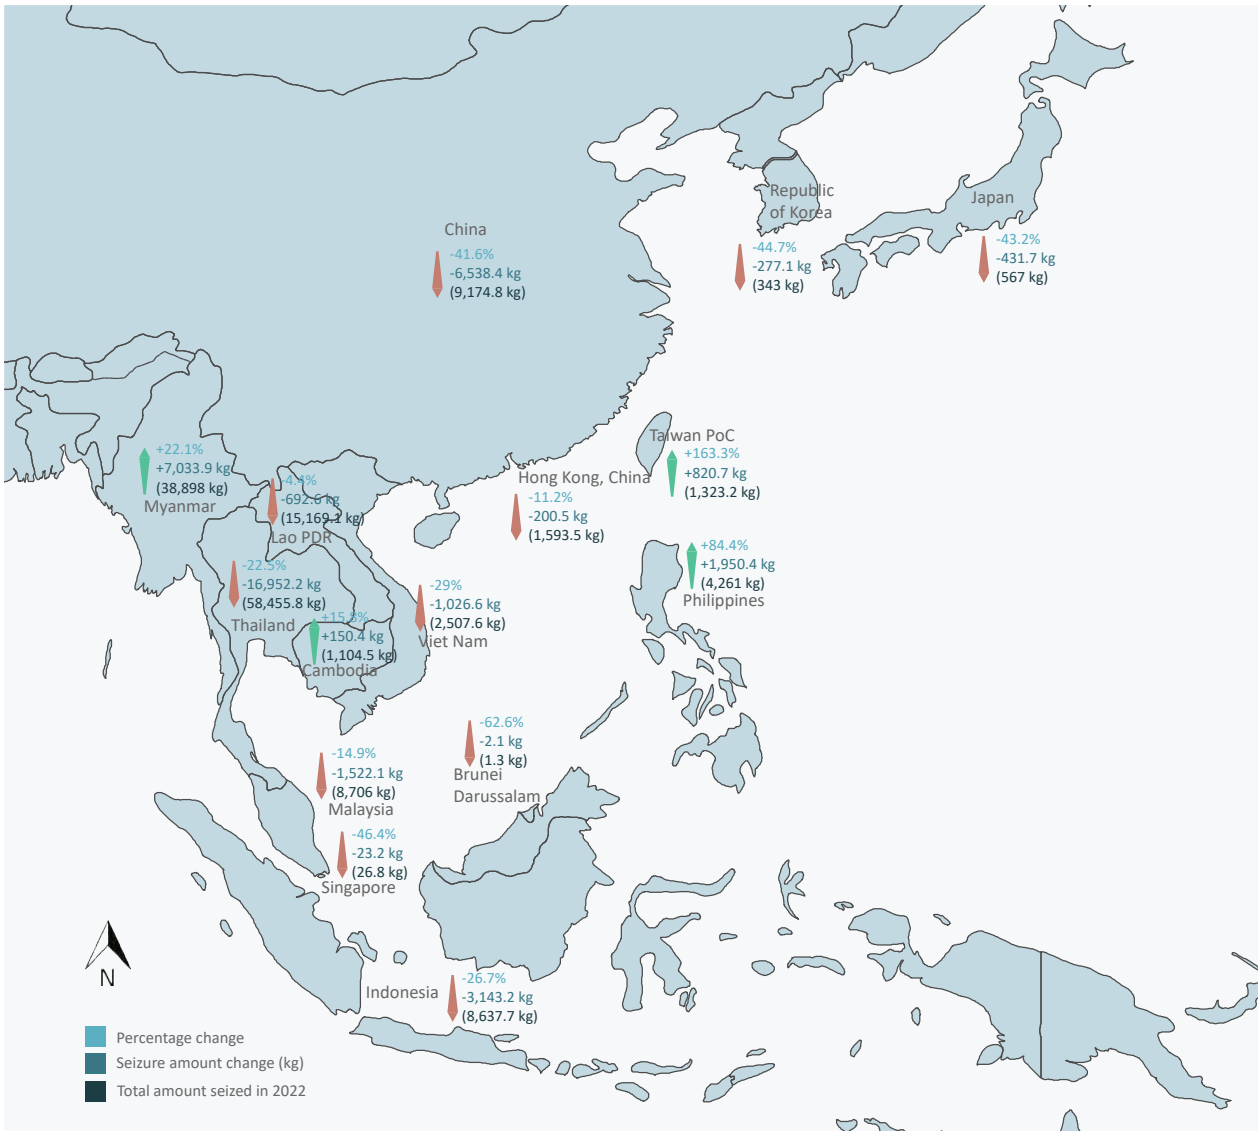 Republic
of Korea
-44.7%
-277.1 kg
(343 kg)
Japan
-43.2%
-431.7 kg
(567 kg)
China
-41.6%
-6,538.4 kg
(9,174.8 kg)
Taiwan PoC
+163.3%
+820.7 kg
(1,323.2 kg)
+22.1%
+7,033.9 kg
(38,898 kg)
Myanmar
-4.4%
-692.6 kg
(15,169.1 kg)
Lao PDR
Hong Kong, China
-11.2%
-200.5 kg
(1,593.5 kg)
+84.4%
+1,950.4 kg
(4,261 kg)
Philippines
-22.5%
-16,952.2 kg
(58,455.8 kg)
Thailand
-29%
-1,026.6 kg
(2,507.6 kg)
Viet Nam
+15.8%
+150.4 kg
(1,104.5 kg)
Cambodia
-62.6%
-2.1 kg
(1.3 kg)
Brunei
Darussalam
-14.9%
-1,522.1 kg
(8,706 kg)
Malaysia
-46.4%
-23.2 kg
(26.8 kg)
Singapore
N
Indonesia
-26.7%
-3,143.2 kg
(8,637.7 kg)
Percentage change
Seizure amount change (kg)
Total amount seized in 2022